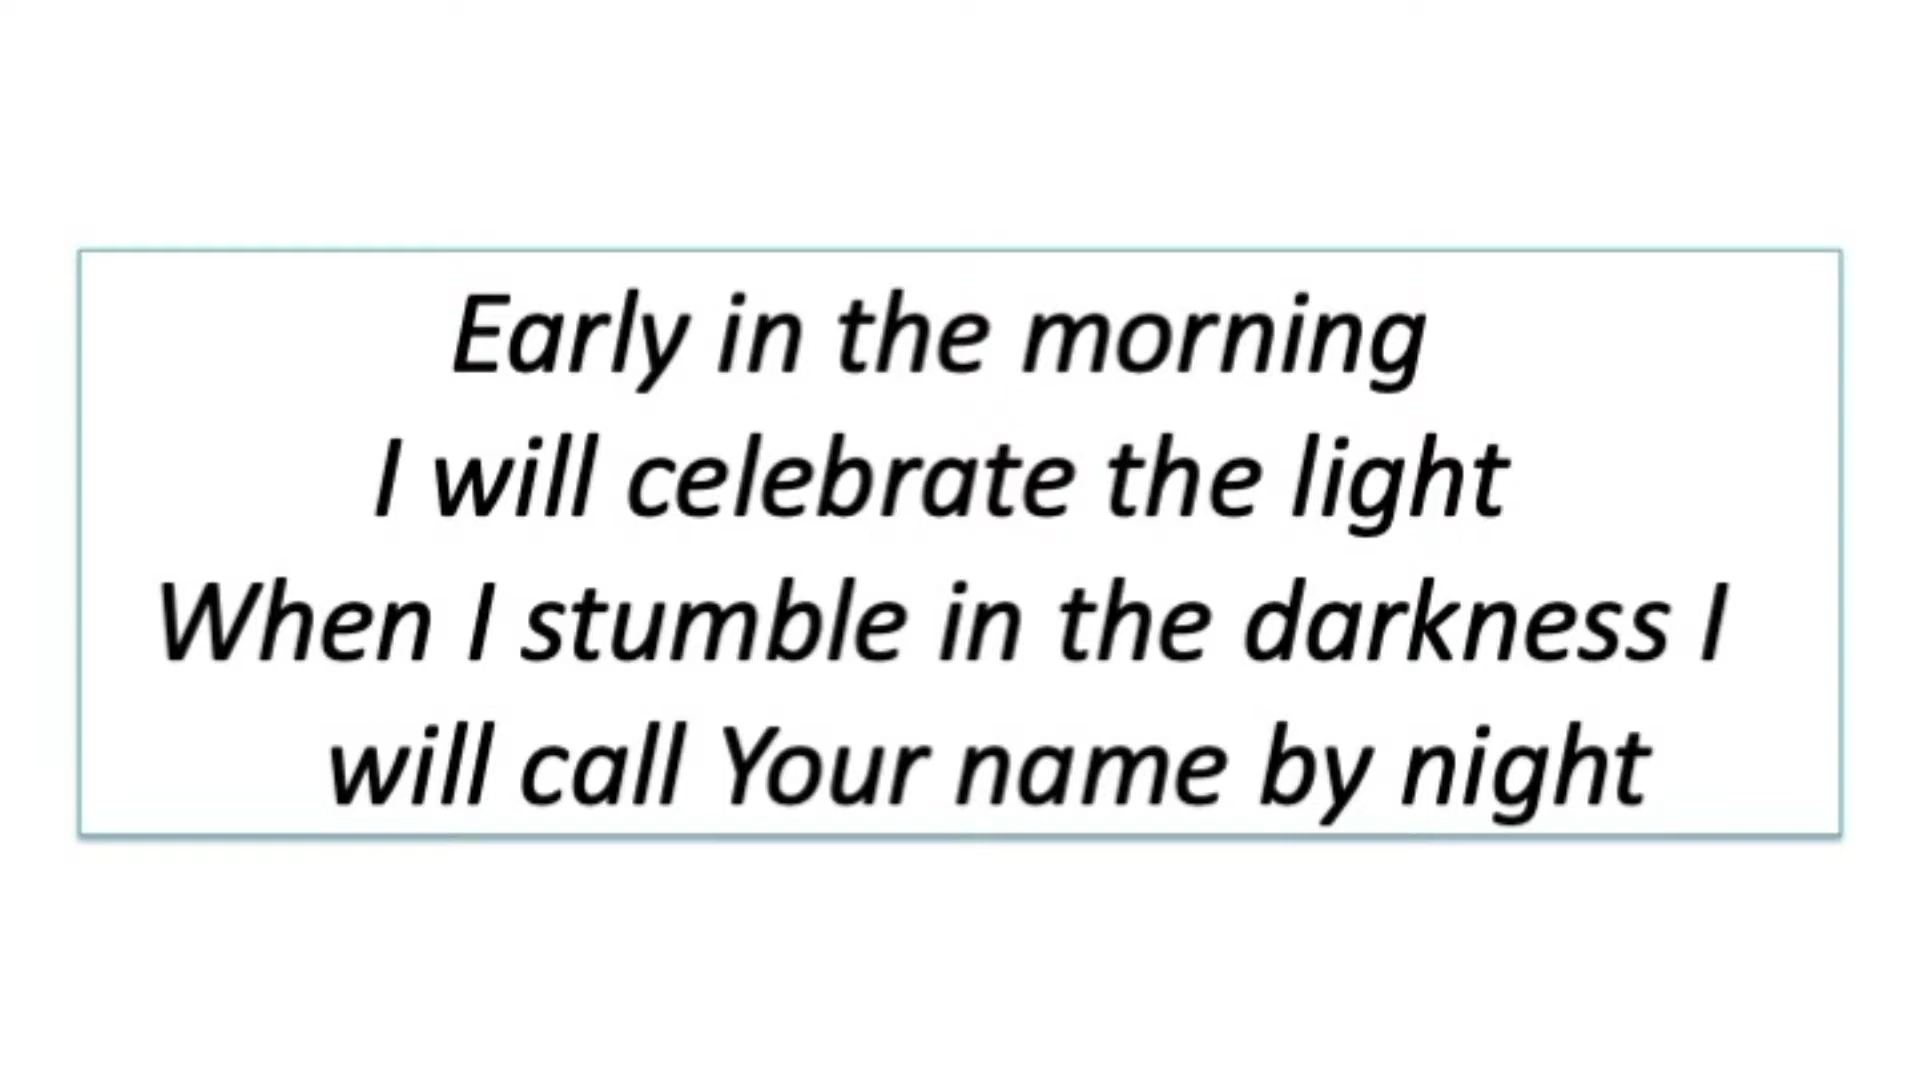 Early in the morning
I will celebrate the light
When I stumble in the darkness I
will call Your name by night